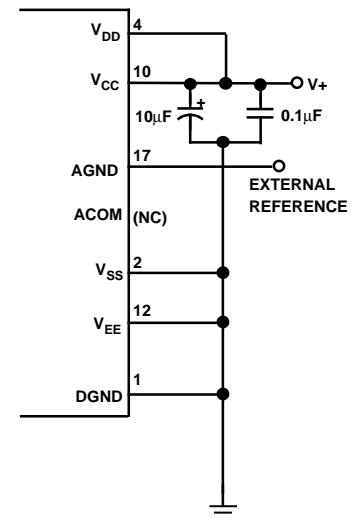 V_DD 4
V_CC 10
V+
10μF +
0.1μF
AGND 17
EXTERNAL
REFERENCE
ACOM (NC)
V_SS 2
V_EE 12
DGND 1